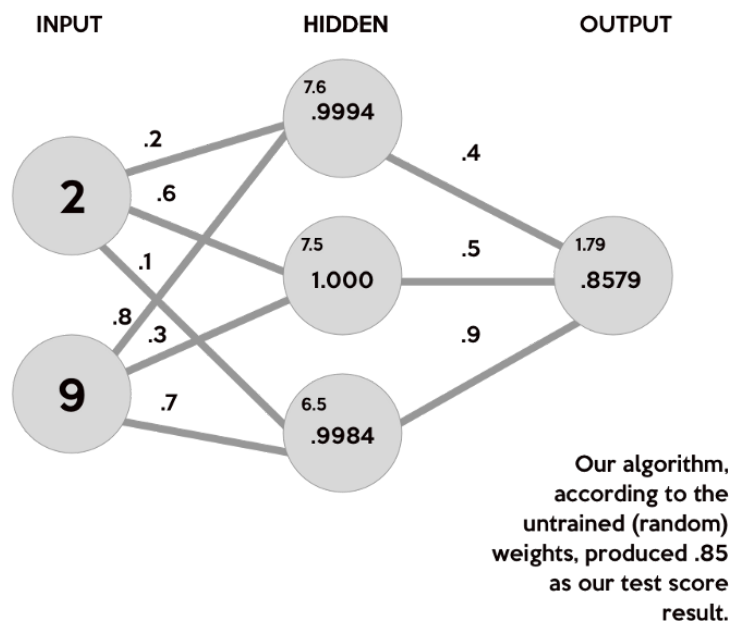 INPUT
HIDDEN
OUTPUT
7.6
.9994
.2
.4
2
.6
7.5
1.000
.5
1.79
.8579
.1
.8
.3
.9
9
.7
6.5
.9984
Our algorithm,
according to the
untrained (random)
weights, produced .85
as our test score
result.